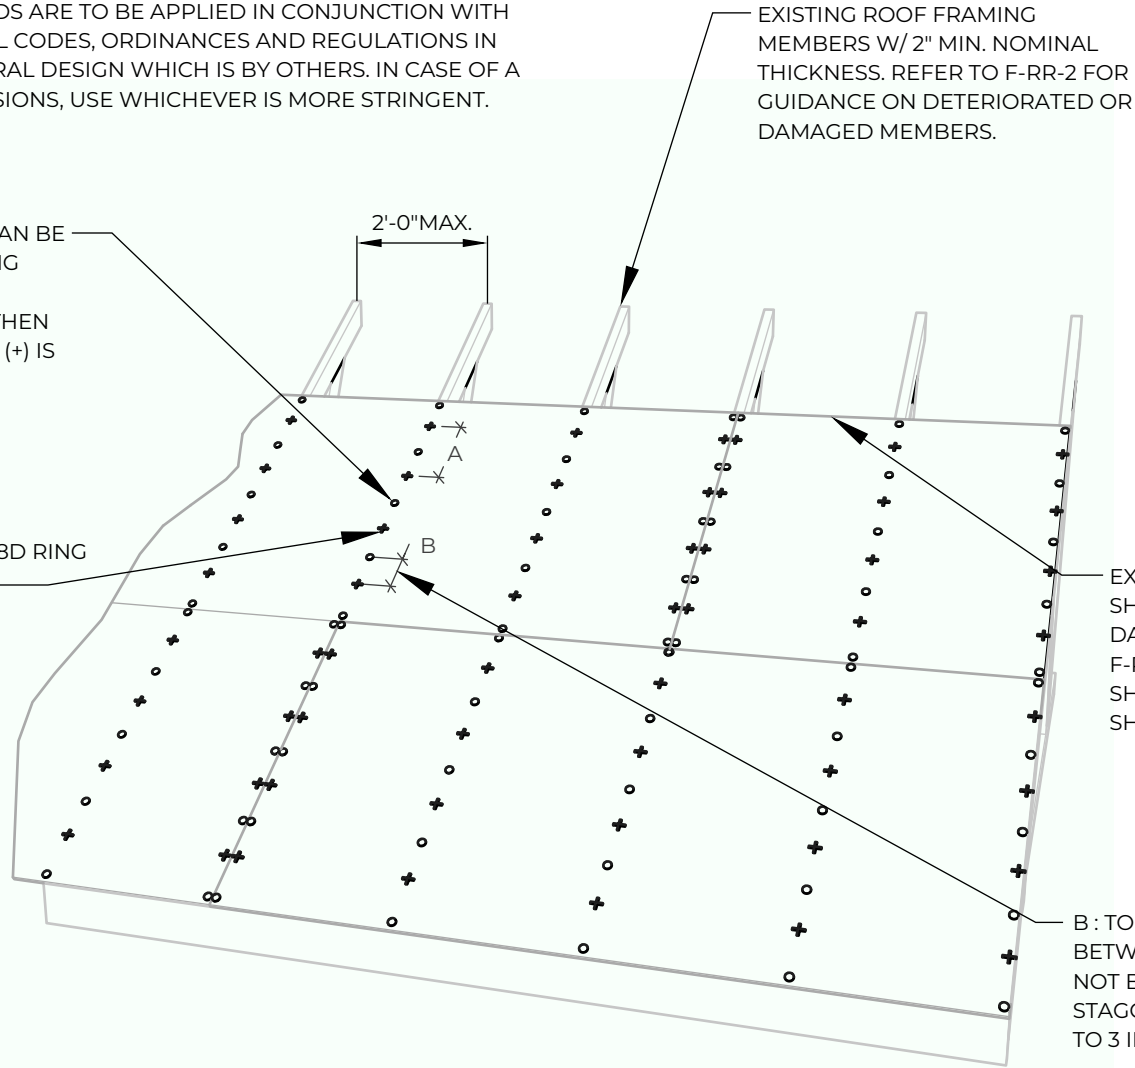 DS ARE TO BE APPLIED IN CONJUNCTION WITH
L CODES, ORDINANCES AND REGULATIONS IN
RAL DESIGN WHICH IS BY OTHERS. IN CASE OF A
SIONS, USE WHICHEVER IS MORE STRINGENT.
EXISTING ROOF FRAMING
MEMBERS W/ 2" MIN. NOMINAL
THICKNESS. REFER TO F-RR-2 FOR
GUIDANCE ON DETERIORATED OR
DAMAGED MEMBERS.
AN BE
NG
THEN
(+) IS
2'-0"MAX.
A
B
8D RING
EX
SH
DA
F-R
SH
SH
B : TO
BETW
NOT E
STAGG
TO 3 I